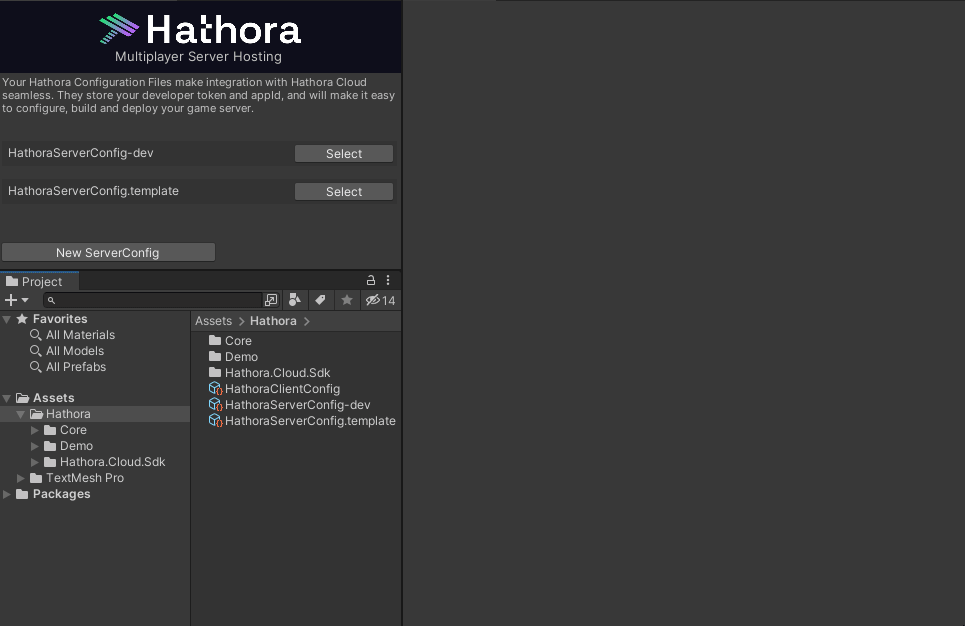 Hathora
Multiplayer Server Hosting
Your Hathora Configuration Files make integration with Hathora Cloud
seamless. They store your developer token and appId, and will make it easy
to configure, build and deploy your game server.
HathoraServerConfig-dev
Select
HathoraServerConfig.template
Select
New ServerConfig
Project
14
Favorites
All Materials
All Models
All Prefabs
Assets
Hathora
Core
Demo
Hathora.Cloud.Sdk
TextMesh Pro
Packages
Assets > Hathora >
Core
Demo
Hathora.Cloud.Sdk
HathoraClientConfig
HathoraServerConfig-dev
HathoraServerConfig.template